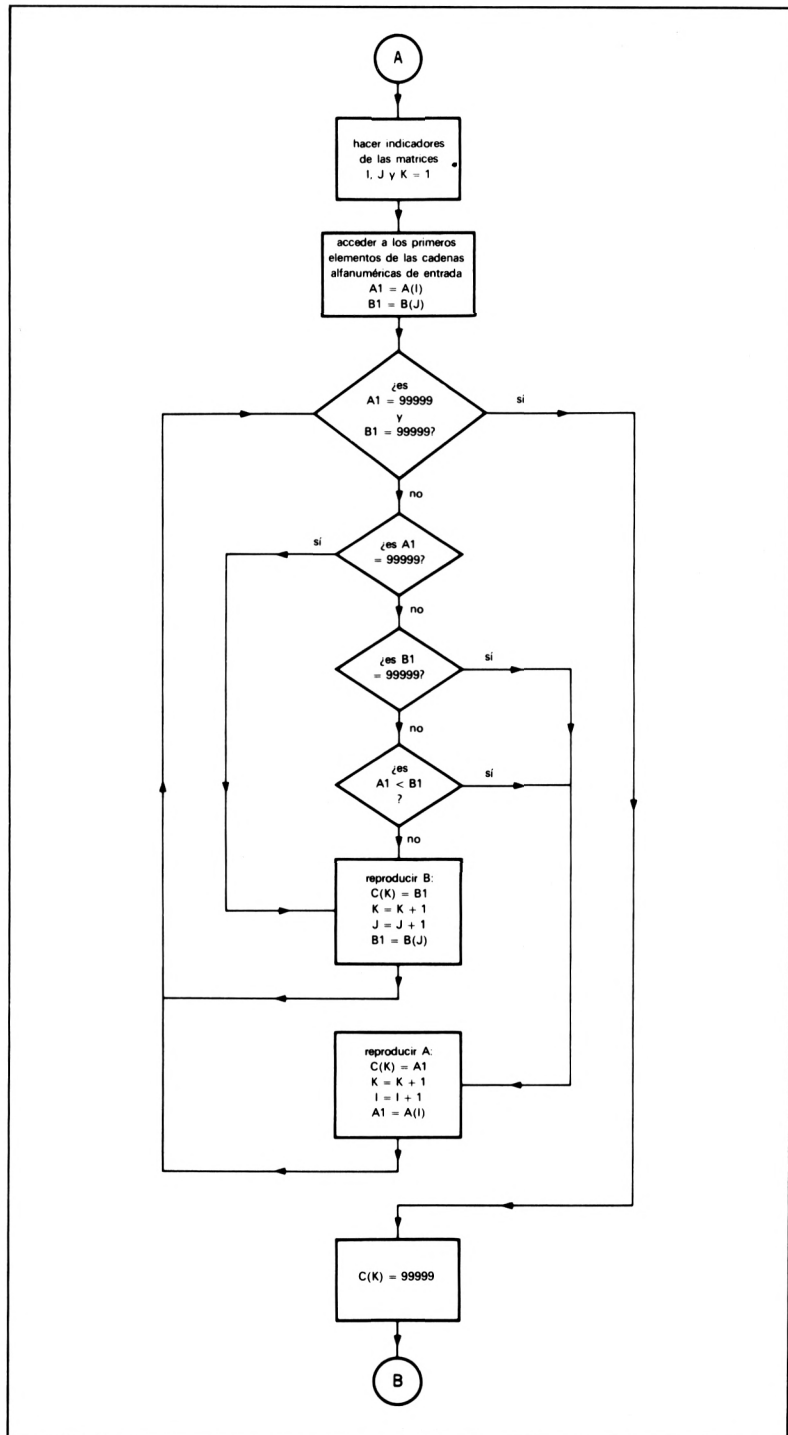 A
hacer indicadores
de las matrices
I, J y K = 1
acceder a los primeros
elementos de las cadenas
alfanuméricas de entrada
A1 = A(I)
B1 = B(J)
¿es
A1 = 99999
y
B1 = 99999?
sí
no
sí
¿es A1
= 99999?
no
¿es B1
= 99999?
sí
no
¿es
A1 < B1
?
sí
no
reproducir B:
C(K) = B1
K = K + 1
J = J + 1
B1 = B(J)
reproducir A:
C(K) = A1
K = K + 1
I = I + 1
A1 = A(I)
C(K) = 99999
B